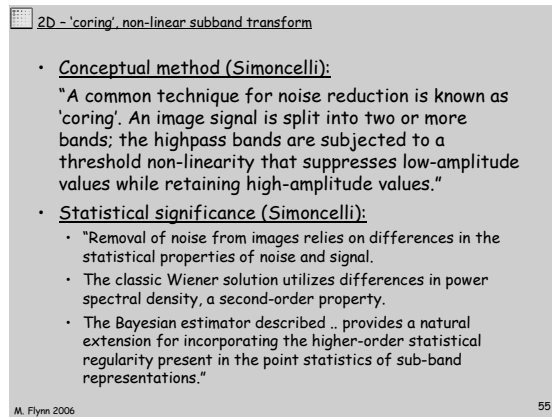 2D – ‘coring’, non-linear subband transform
• Conceptual method (Simoncelli):
“A common technique for noise reduction is known as
‘coring’. An image signal is split into two or more
bands; the highpass bands are subjected to a
threshold non-linearity that suppresses low-amplitude
values while retaining high-amplitude values.”
• Statistical significance (Simoncelli):
• “Removal of noise from images relies on differences in the
statistical properties of noise and signal.
• The classic Wiener solution utilizes differences in power
spectral density, a second-order property.
• The Bayesian estimator described .. provides a natural
extension for incorporating the higher-order statistical
regularity present in the point statistics of sub-band
representations.”
M. Flynn 2006
55